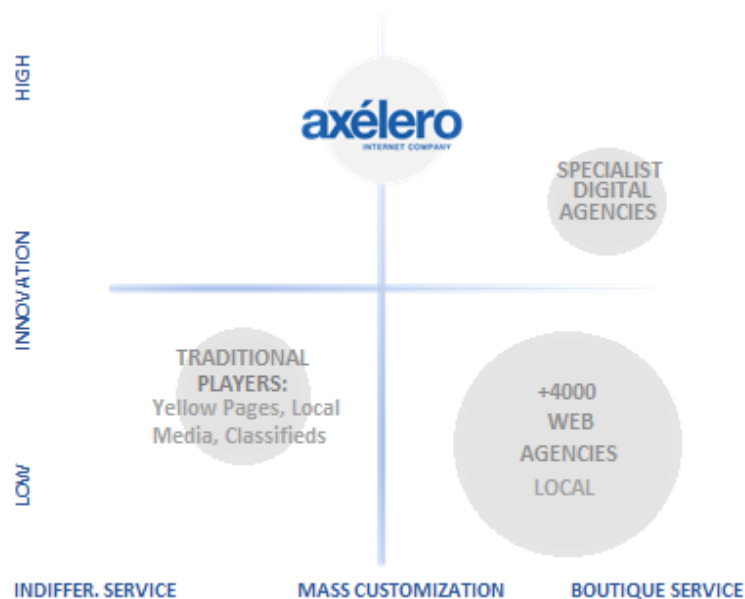 HIGH
axélero
INTERNET COMPANY
SPECIALIST
DIGITAL
AGENCIES
INNOVATION
TRADITIONAL
PLAYERS:
Yellow Pages, Local
Media, Classifieds
+4000
WEB
AGENCIES
LOCAL
LOW
INDIFFER. SERVICE
MASS CUSTOMIZATION
BOUTIQUE SERVICE